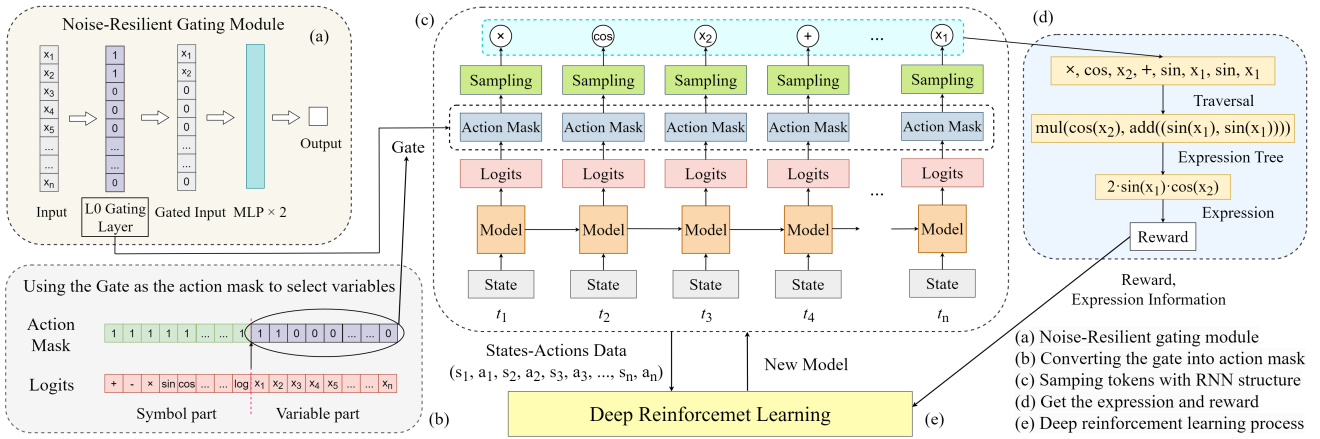 Noise-Resilient Gating Module
(a)
x1 1 x1
x2 1 x2
x3 0 0
x4 0 0
x5 0 0
... ... ...
... ... ...
xn 0 0
Output
Input
L0 Gating
Layer
Gated Input
MLP × 2
Gate
Using the Gate as the action mask to select variables
Action
Mask
1 1 1 1 1 ... ... 1 1 1 0 0 0 ... ... 0
Logits
+ - × sin cos ... ... log x1 x2 x3 x4 x5 ... ... xn
Symbol part
Variable part
(b)
(c)
× cos x2 + ... x1
Sampling Sampling Sampling Sampling Sampling
Action Mask Action Mask Action Mask Action Mask Action Mask
Logits Logits Logits Logits Logits
...
Model Model Model Model Model
State State State State State
t1 t2 t3 t4 tn
States-Actions Data
(s1, a1, s2, a2, s3, a3, ..., sn, an)
New Model
Deep Reinforcemet Learning
(e)
(d)
×, cos, x2, +, sin, x1, sin, x1
Traversal
mul(cos(x2), add((sin(x1), sin(x1))))
Expression Tree
2·sin(x1)·cos(x2)
Expression
Reward
Reward,
Expression Information
(a) Noise-Resilient gating module
(b) Converting the gate into action mask
(c) Samping tokens with RNN structure
(d) Get the expression and reward
(e) Deep reinforcement learning process